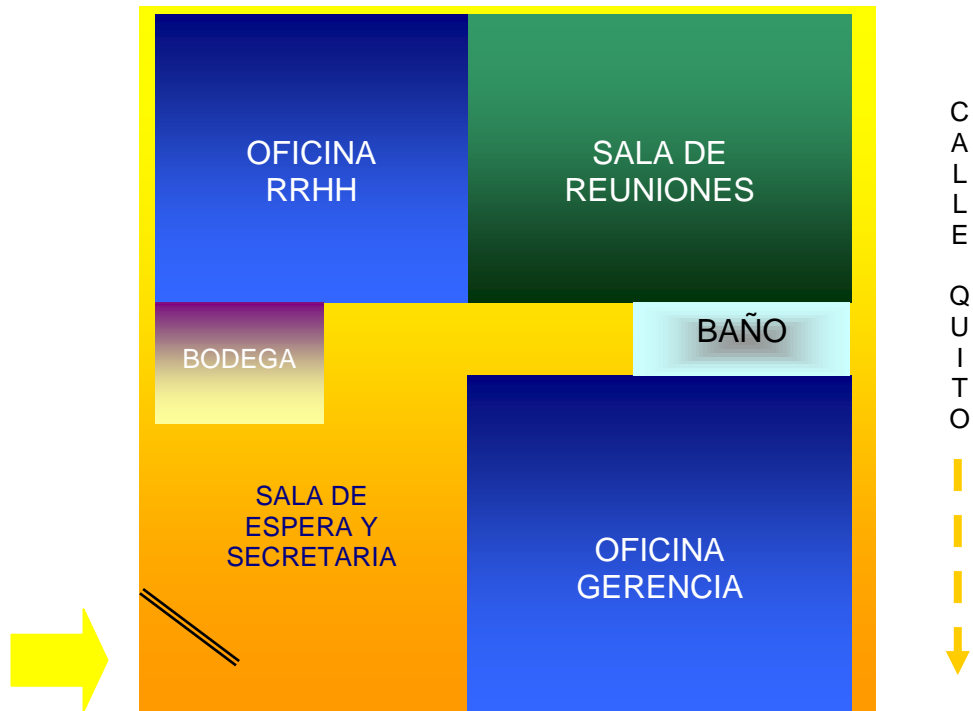 OFICINA
RRHH
SALA DE
REUNIONES
BODEGA
BAÑO
SALA DE
ESPERA Y
SECRETARIA
OFICINA
GERENCIA
C
A
L
L
E
Q
U
I
T
O